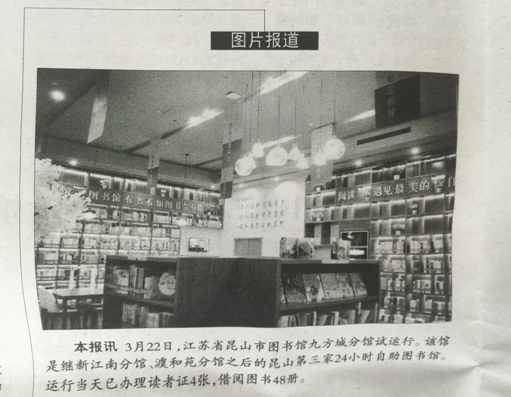 图片报道
图书馆
阅读 遇见最美的
本报讯 3月22日,江苏省昆山市图书馆九方城分馆试运行。该馆
是继新江南分馆、渡和苑分馆之后的昆山第三家24小时自助图书馆。
运行当天已办理读者证4张,借阅图书48册。